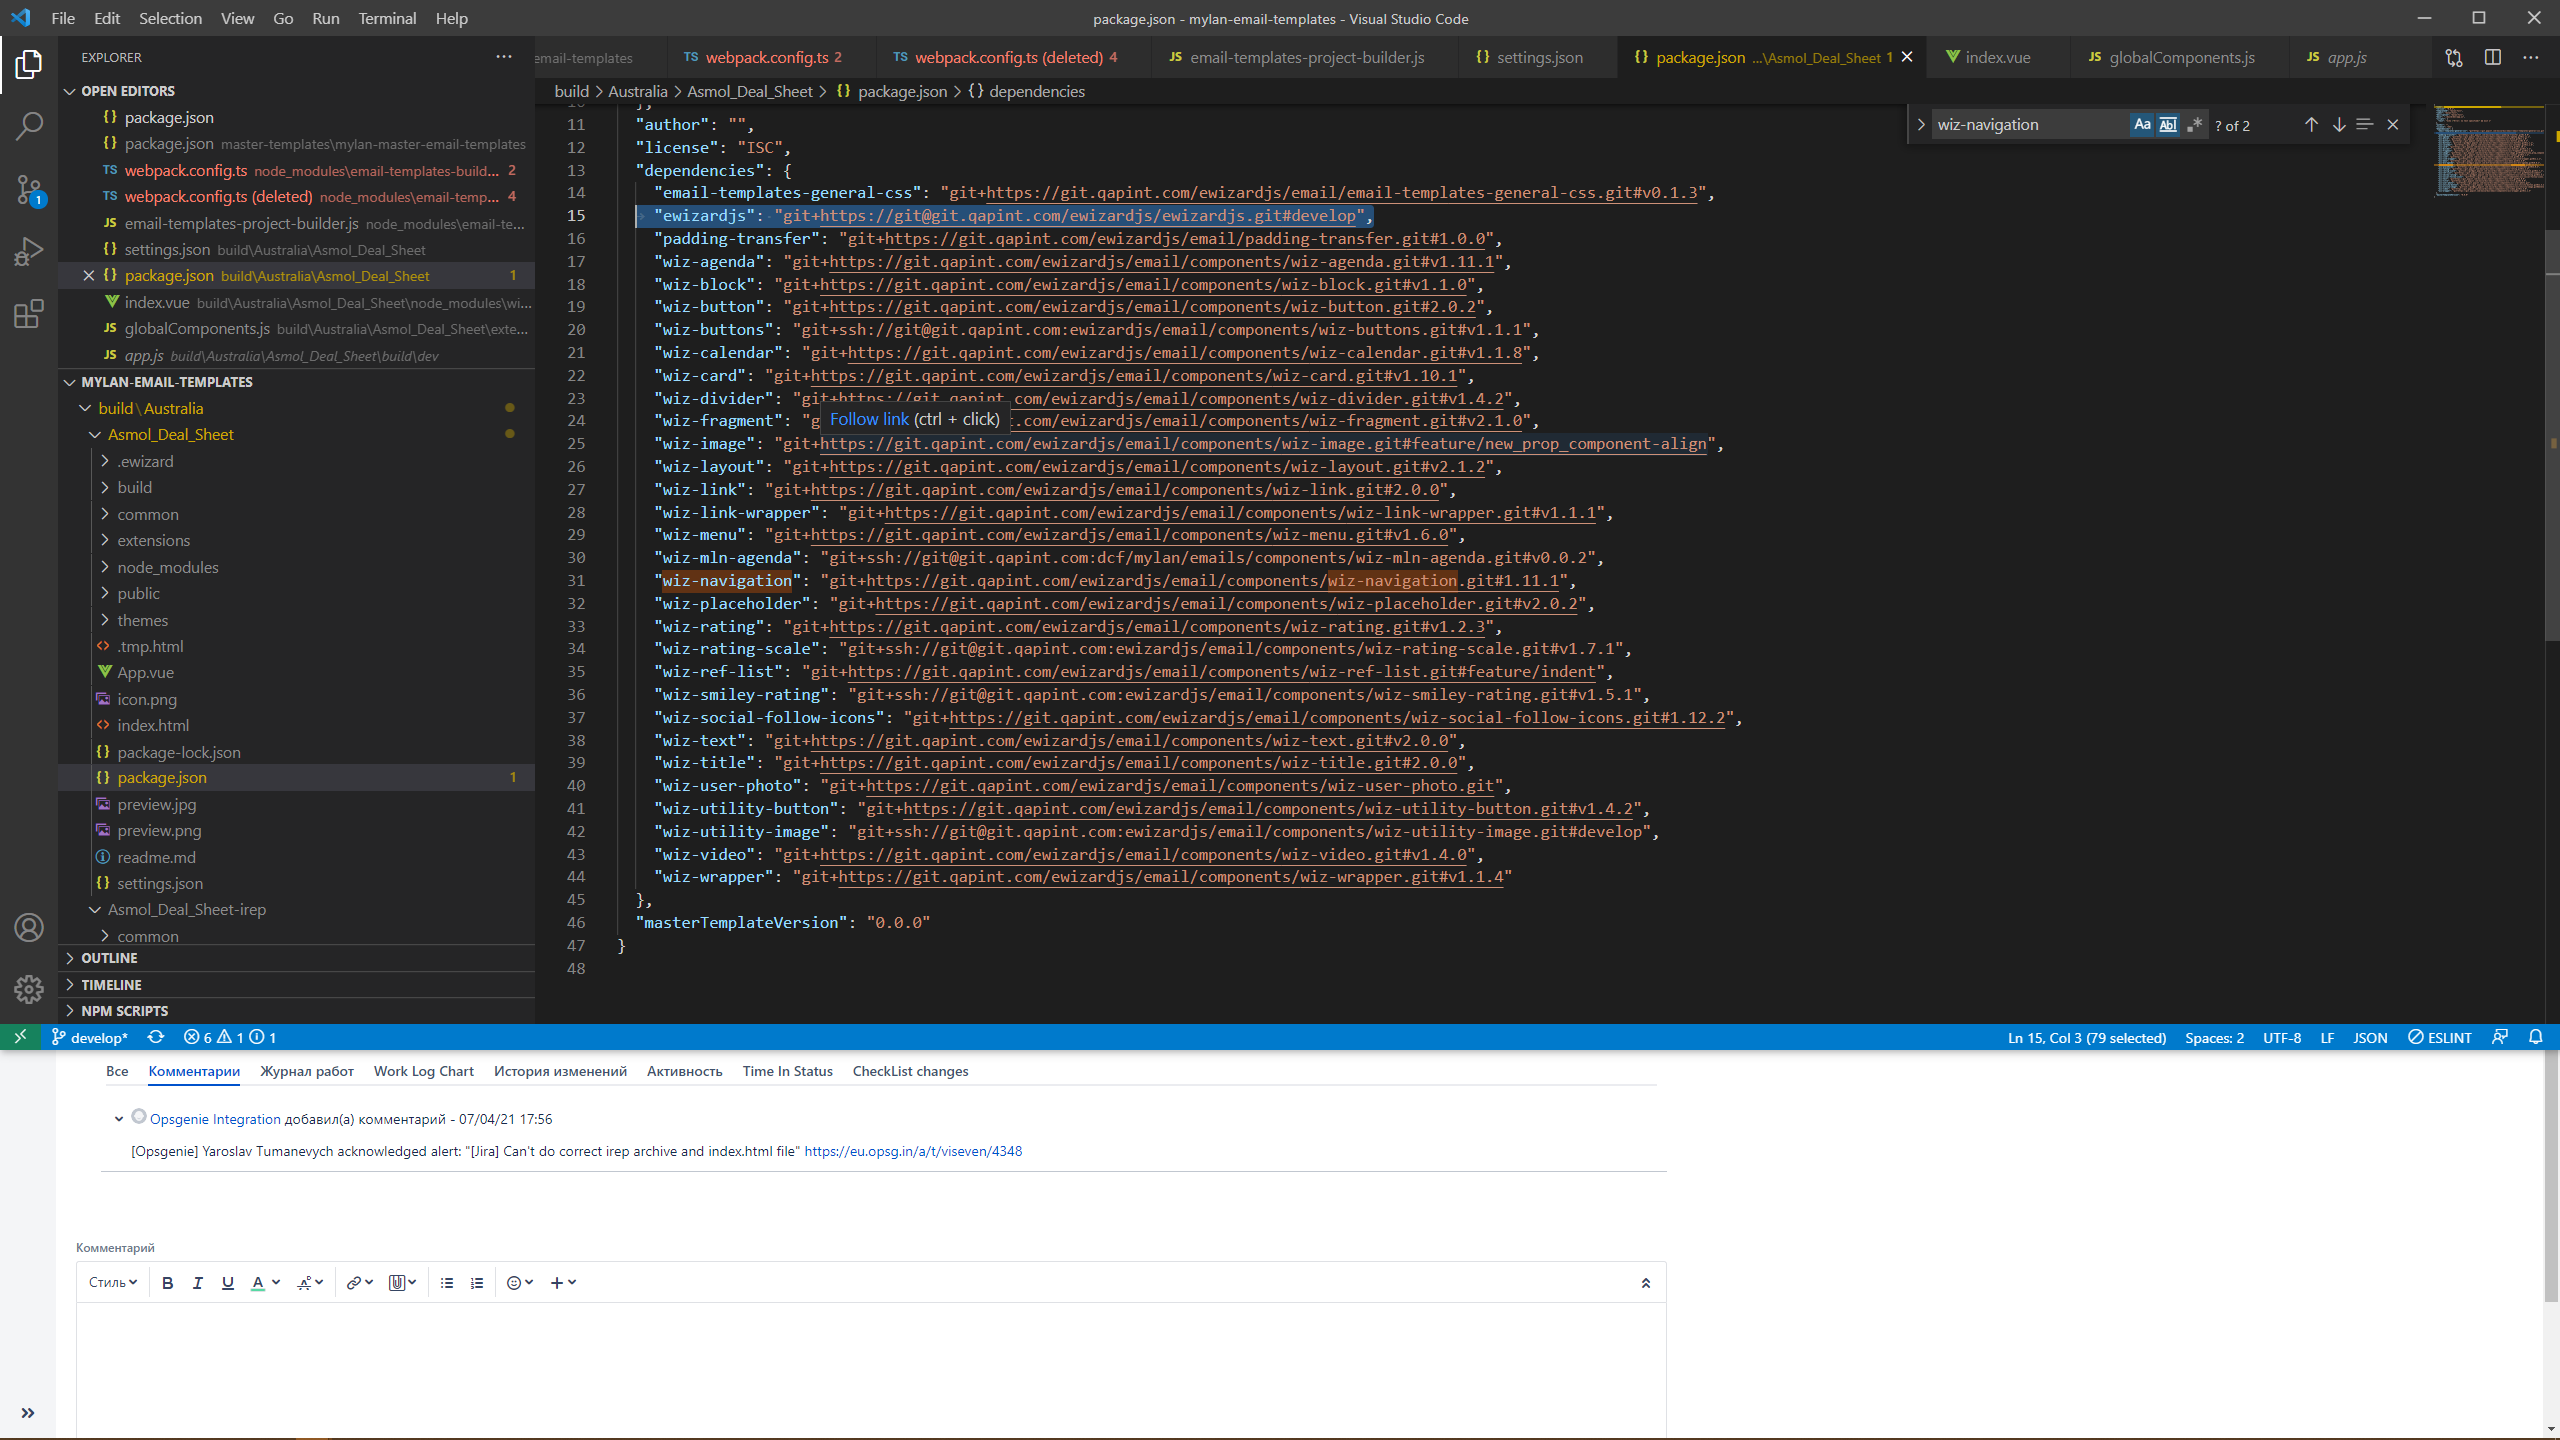 File Edit Selection View Go Run Terminal Help
package.json - mylan-email-templates - Visual Studio Code
EXPLORER
OPEN EDITORS
package.json
package.json master-templates\mylan-master-email-templates
webpack.config.ts node_modules\email-templates-build... 2
webpack.config.ts (deleted) node_modules\email-temp... 4
email-templates-project-builder.js node_modules\email-te...
settings.json build\Australia\Asmol_Deal_Sheet
package.json build\Australia\Asmol_Deal_Sheet 1
index.vue build\Australia\Asmol_Deal_Sheet\node_modules\wi...
globalComponents.js build\Australia\Asmol_Deal_Sheet\exte...
app.js build\Australia\Asmol_Deal_Sheet\build\dev
MYLAN-EMAIL-TEMPLATES
build\Australia
Asmol_Deal_Sheet
.ewizard
build
common
extensions
node_modules
public
themes
.tmp.html
App.vue
icon.png
index.html
package-lock.json
package.json 1
preview.jpg
preview.png
readme.md
settings.json
Asmol_Deal_Sheet-irep
common
OUTLINE
TIMELINE
NPM SCRIPTS
email-templates
TS webpack.config.ts 2
TS webpack.config.ts (deleted) 4
JS email-templates-project-builder.js
{} settings.json
{} package.json ...\Asmol_Deal_Sheet 1
index.vue
JS globalComponents.js
JS app.js
build > Australia > Asmol_Deal_Sheet > {} package.json > {} dependencies
wiz-navigation Aa Abl .* ? of 2
11 "author": "",
12 "license": "ISC",
13 "dependencies": {
14 "email-templates-general-css": "git+https://git.qapint.com/ewizardjs/email/email-templates-general-css.git#v0.1.3",
15 "ewizardjs": "git+https://git@git.qapint.com/ewizardjs/ewizardjs.git#develop",
16 "padding-transfer": "git+https://git.qapint.com/ewizardjs/email/padding-transfer.git#1.0.0",
17 "wiz-agenda": "git+https://git.qapint.com/ewizardjs/email/components/wiz-agenda.git#v1.11.1",
18 "wiz-block": "git+https://git.qapint.com/ewizardjs/email/components/wiz-block.git#v1.1.0",
19 "wiz-button": "git+https://git.qapint.com/ewizardjs/email/components/wiz-button.git#2.0.2",
20 "wiz-buttons": "git+ssh://git@git.qapint.com:ewizardjs/email/components/wiz-buttons.git#v1.1.1",
21 "wiz-calendar": "git+https://git.qapint.com/ewizardjs/email/components/wiz-calendar.git#v1.1.8",
22 "wiz-card": "git+https://git.qapint.com/ewizardjs/email/components/wiz-card.git#v1.10.1",
23 "wiz-divider": "git+https://git.qapint.com/ewizardjs/email/components/wiz-divider.git#v1.4.2",
24 "wiz-fragment": "g t.com/ewizardjs/email/components/wiz-fragment.git#v2.1.0",
Follow link (ctrl + click)
25 "wiz-image": "git+https://git.qapint.com/ewizardjs/email/components/wiz-image.git#feature/new_prop_component-align",
26 "wiz-layout": "git+https://git.qapint.com/ewizardjs/email/components/wiz-layout.git#v2.1.2",
27 "wiz-link": "git+https://git.qapint.com/ewizardjs/email/components/wiz-link.git#2.0.0",
28 "wiz-link-wrapper": "git+https://git.qapint.com/ewizardjs/email/components/wiz-link-wrapper.git#v1.1.1",
29 "wiz-menu": "git+https://git.qapint.com/ewizardjs/email/components/wiz-menu.git#v1.6.0",
30 "wiz-mln-agenda": "git+ssh://git@git.qapint.com:dcf/mylan/emails/components/wiz-mln-agenda.git#v0.0.2",
31 "wiz-navigation": "git+https://git.qapint.com/ewizardjs/email/components/wiz-navigation.git#1.11.1",
32 "wiz-placeholder": "git+https://git.qapint.com/ewizardjs/email/components/wiz-placeholder.git#v2.0.2",
33 "wiz-rating": "git+https://git.qapint.com/ewizardjs/email/components/wiz-rating.git#v1.2.3",
34 "wiz-rating-scale": "git+ssh://git@git.qapint.com:ewizardjs/email/components/wiz-rating-scale.git#v1.7.1",
35 "wiz-ref-list": "git+https://git.qapint.com/ewizardjs/email/components/wiz-ref-list.git#feature/indent",
36 "wiz-smiley-rating": "git+ssh://git@git.qapint.com:ewizardjs/email/components/wiz-smiley-rating.git#v1.5.1",
37 "wiz-social-follow-icons": "git+https://git.qapint.com/ewizardjs/email/components/wiz-social-follow-icons.git#1.12.2",
38 "wiz-text": "git+https://git.qapint.com/ewizardjs/email/components/wiz-text.git#v2.0.0",
39 "wiz-title": "git+https://git.qapint.com/ewizardjs/email/components/wiz-title.git#2.0.0",
40 "wiz-user-photo": "git+https://git.qapint.com/ewizardjs/email/components/wiz-user-photo.git",
41 "wiz-utility-button": "git+https://git.qapint.com/ewizardjs/email/components/wiz-utility-button.git#v1.4.2",
42 "wiz-utility-image": "git+ssh://git@git.qapint.com:ewizardjs/email/components/wiz-utility-image.git#develop",
43 "wiz-video": "git+https://git.qapint.com/ewizardjs/email/components/wiz-video.git#v1.4.0",
44 "wiz-wrapper": "git+https://git.qapint.com/ewizardjs/email/components/wiz-wrapper.git#v1.1.4"
45 },
46 "masterTemplateVersion": "0.0.0"
47 }
48
develop* 6 1 1
Ln 15, Col 3 (79 selected) Spaces: 2 UTF-8 LF JSON ESLINT
Все Комментарии Журнал работ Work Log Chart История изменений Активность Time In Status CheckList changes
Opsgenie Integration добавил(а) комментарий - 07/04/21 17:56
[Opsgenie] Yaroslav Tumanevych acknowledged alert: "[Jira] Can't do correct irep archive and index.html file" https://eu.opsg.in/a/t/viseven/4348
Комментарий
Стиль B I U A